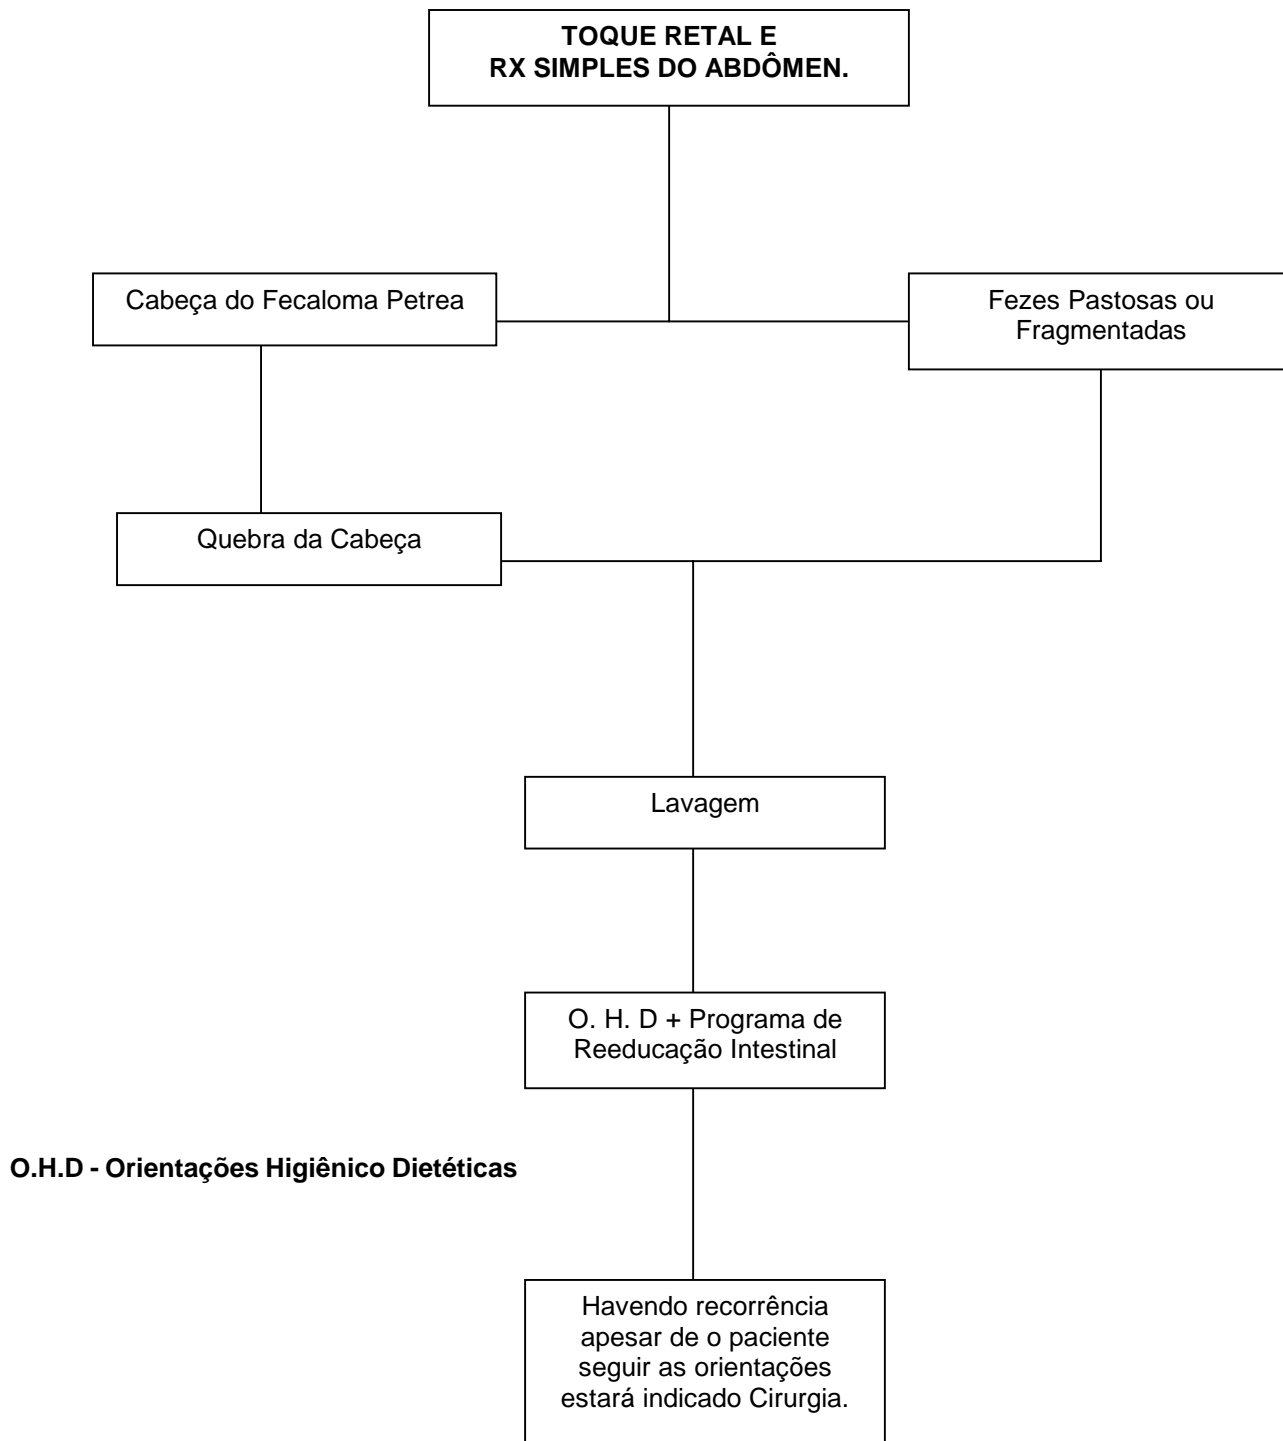 TOQUE RETAL E
RX SIMPLES DO ABDÔMEN.
Cabeça do Fecaloma Petrea
Fezes Pastosas ou
Fragmentadas
Quebra da Cabeça
Lavagem
O. H. D + Programa de
Reeducação Intestinal
O.H.D - Orientações Higiênico Dietéticas
Havendo recorrência
apesar de o paciente
seguir as orientações
estará indicado Cirurgia.